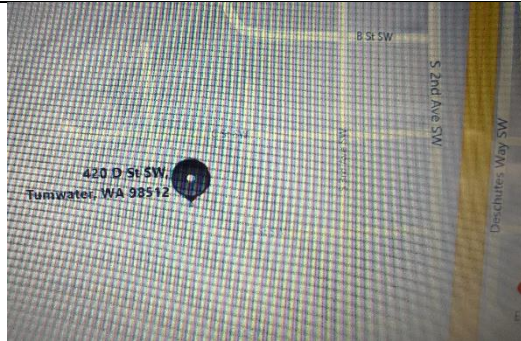 B St SW
S 2nd Ave SW
420 D St SW,
Tumwater, WA 98512
Deschutes Way SW